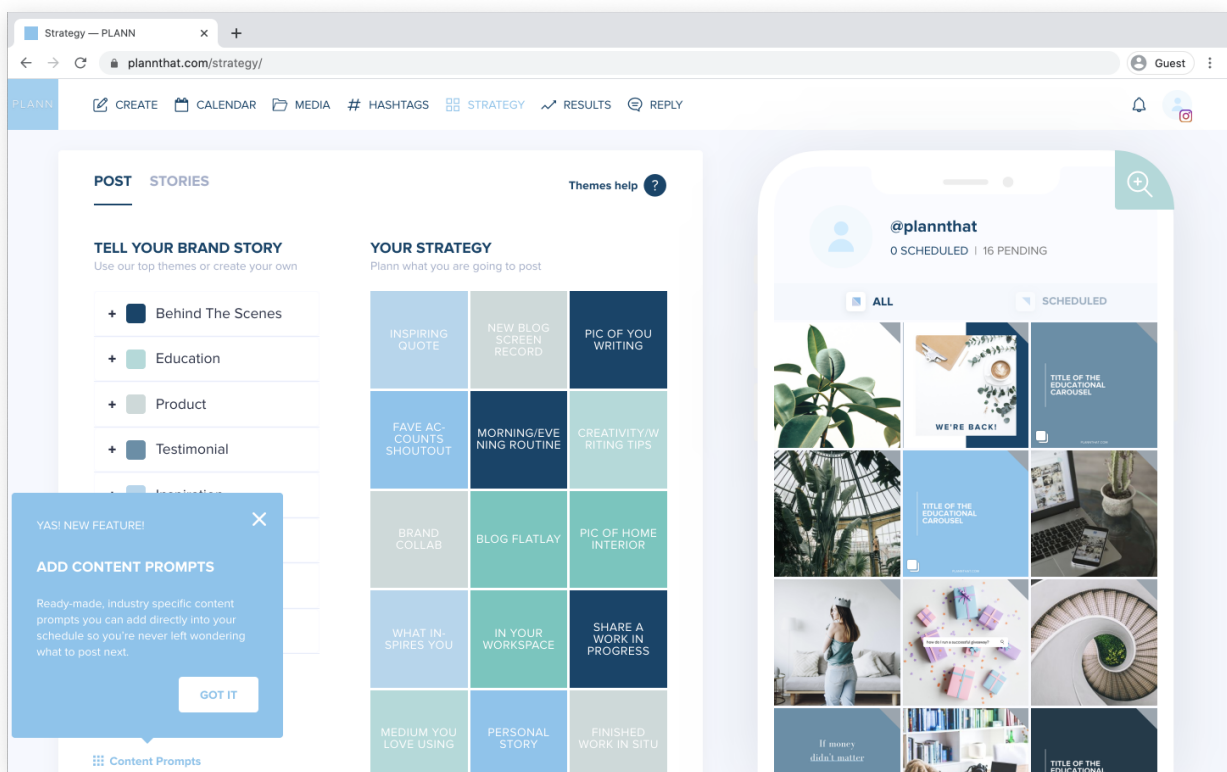 Strategy — PLANN
plannthat.com/strategy/
Guest
PLANN
CREATE
CALENDAR
MEDIA
# HASHTAGS
STRATEGY
RESULTS
REPLY
POST
STORIES
Themes help ?
TELL YOUR BRAND STORY
Use our top themes or create your own
+ Behind The Scenes
+ Education
+ Product
+ Testimonial
YAS! NEW FEATURE!
ADD CONTENT PROMPTS
Ready-made, industry specific content
prompts you can add directly into your
schedule so you're never left wondering
what to post next.
GOT IT
Content Prompts
YOUR STRATEGY
Plann what you are going to post
INSPIRING
QUOTE
NEW BLOG
SCREEN
RECORD
PIC OF YOU
WRITING
FAVE AC-
COUNTS
SHOUTOUT
MORNING/EVE
NING ROUTINE
CREATIVITY/W
RITING TIPS
BRAND
COLLAB
BLOG FLATLAY
PIC OF HOME
INTERIOR
WHAT IN-
SPIRES YOU
IN YOUR
WORKSPACE
SHARE A
WORK IN
PROGRESS
MEDIUM YOU
LOVE USING
PERSONAL
STORY
FINISHED
WORK IN SITU
@plannthat
0 SCHEDULED | 16 PENDING
ALL
SCHEDULED
WE'RE BACK!
TITLE OF THE
EDUCATIONAL
CAROUSEL
TITLE OF THE
EDUCATIONAL
CAROUSEL
how do i run a successful giveaway?
If money
didn't matter
TITLE OF THE
EDUCATIONAL